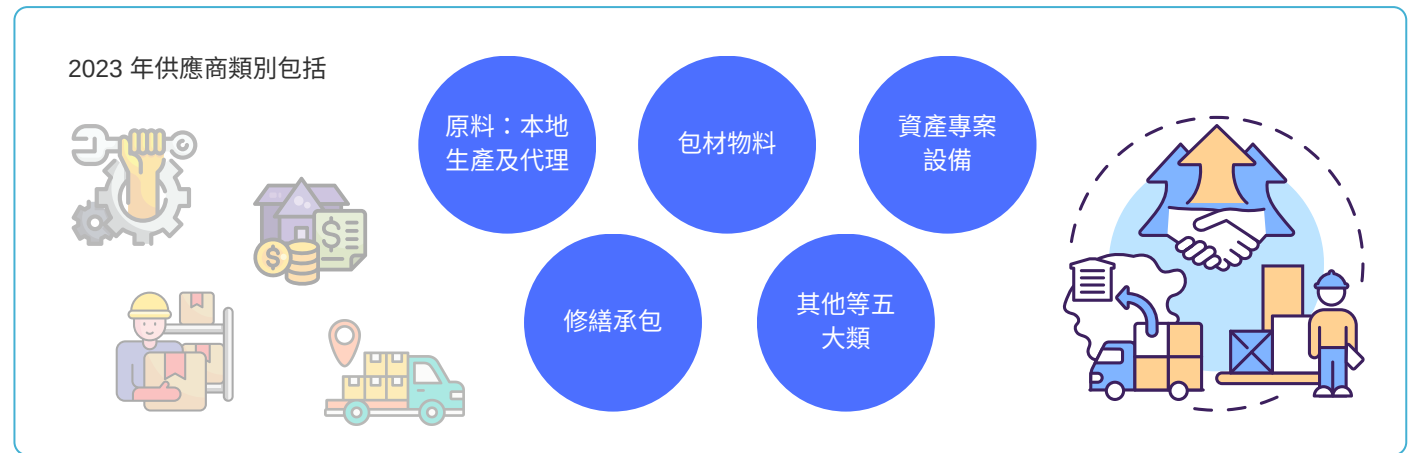 2023 年供應商類別包括
原料：本地
生產及代理
包材物料
資產專案
設備
修繕承包
其他等五
大類